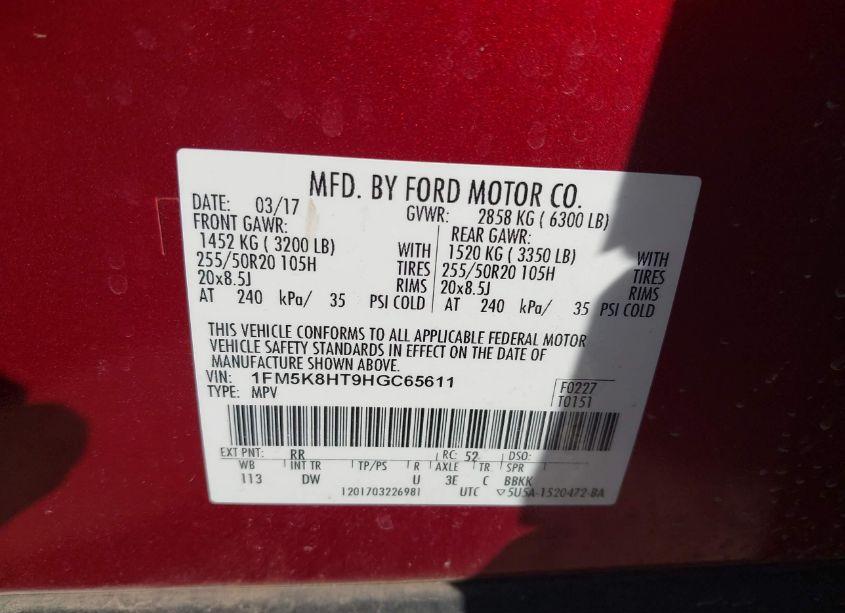 MFD. BY FORD MOTOR CO.
DATE: 03/17 GVWR: 2858 KG ( 6300 LB)
FRONT GAWR: REAR GAWR:
1452 KG ( 3200 LB) WITH 1520 KG ( 3350 LB) WITH
255/50R20 105H TIRES 255/50R20 105H TIRES
20x8.5J RIMS 20x8.5J RIMS
AT 240 kPa/ 35 PSI COLD AT 240 kPa/ 35 PSI COLD
THIS VEHICLE CONFORMS TO ALL APPLICABLE FEDERAL MOTOR
VEHICLE SAFETY STANDARDS IN EFFECT ON THE DATE OF
MANUFACTURE SHOWN ABOVE.
VIN: 1FM5K8HT9HGC65611 F0227
TYPE: MPV T0151
EXT PNT: RR RC: 52 DSO:
WB INT TR TP/PS R AXLE TR SPR
113 DW U 3E C BBKK
1201703226981 UTC ▽5U5A-1520472-BA